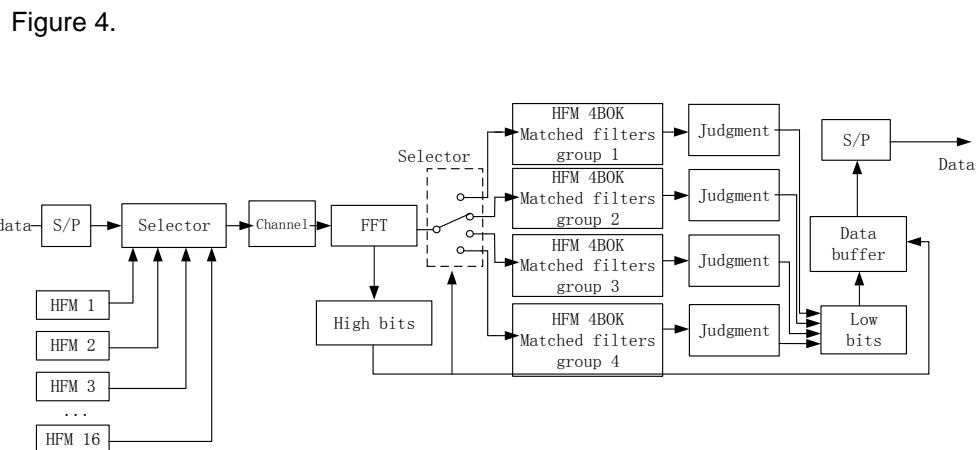 Figure 4.
data
S/P
Selector
HFM 1
HFM 2
HFM 3
...
HFM 16
Channel
FFT
High bits
Selector
HFM 4BOK
Matched filters
group 1
HFM 4BOK
Matched filters
group 2
HFM 4BOK
Matched filters
group 3
HFM 4BOK
Matched filters
group 4
Judgment
Judgment
Judgment
Judgment
Low
bits
Data
buffer
S/P
Data